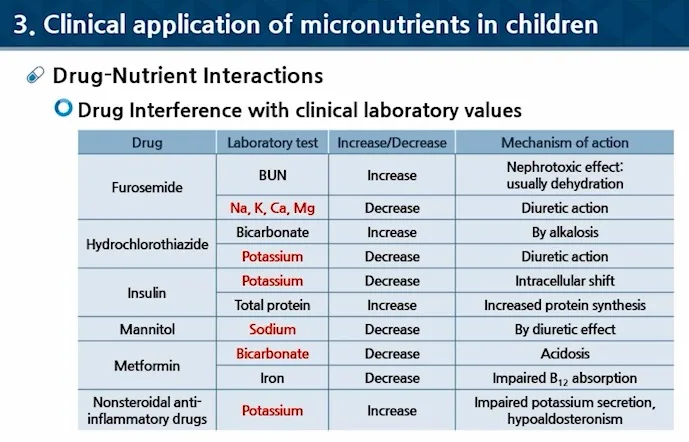 3. Clinical application of micronutrients in children
Drug-Nutrient Interactions
Drug Interference with clinical laboratory values
Drug Laboratory test Increase/Decrease Mechanism of action
Furosemide
BUN Increase Nephrotoxic effect:
usually dehydration
Na, K, Ca, Mg Decrease Diuretic action
Hydrochlorothiazide
Bicarbonate Increase By alkalosis
Potassium Decrease Diuretic action
Insulin
Potassium Decrease Intracellular shift
Total protein Increase Increased protein synthesis
Mannitol Sodium Decrease By diuretic effect
Metformin
Bicarbonate Decrease Acidosis
Iron Decrease Impaired B₁₂ absorption
Nonsteroidal anti-
inflammatory drugs
Potassium Increase Impaired potassium secretion,
hypoaldosteronism